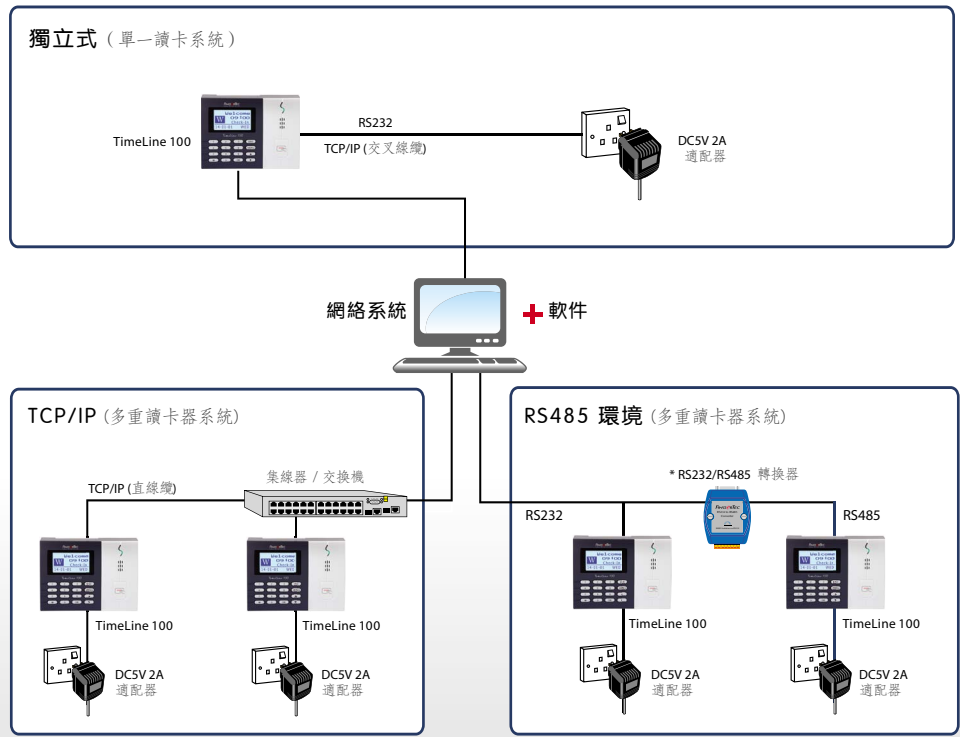 獨立式 (單一讀卡系統)
TimeLine 100
RS232
TCP/IP (交叉線纜)
DC5V 2A
適配器
網絡系統
軟件
TCP/IP (多重讀卡器系統)
集線器 / 交換機
TCP/IP (直線纜)
TimeLine 100
TimeLine 100
DC5V 2A
適配器
DC5V 2A
適配器
RS485 環境 (多重讀卡器系統)
* RS232/RS485 轉換器
RS232
RS485
TimeLine 100
TimeLine 100
DC5V 2A
適配器
DC5V 2A
適配器